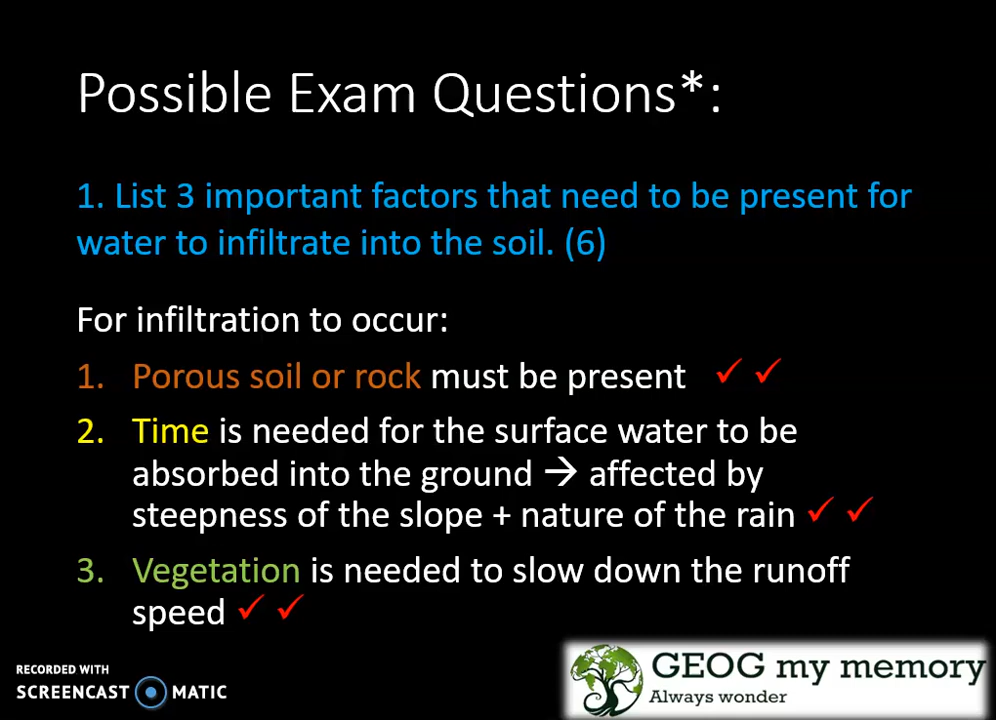 Possible Exam Questions*:
1. List 3 important factors that need to be present for
water to infiltrate into the soil. (6)
For infiltration to occur:
1. Porous soil or rock must be present ✓ ✓
2. Time is needed for the surface water to be
absorbed into the ground → affected by
steepness of the slope + nature of the rain ✓ ✓
3. Vegetation is needed to slow down the runoff
speed ✓ ✓
RECORDED WITH
SCREENCAST MATIC
GEOG my memory
Always wonder